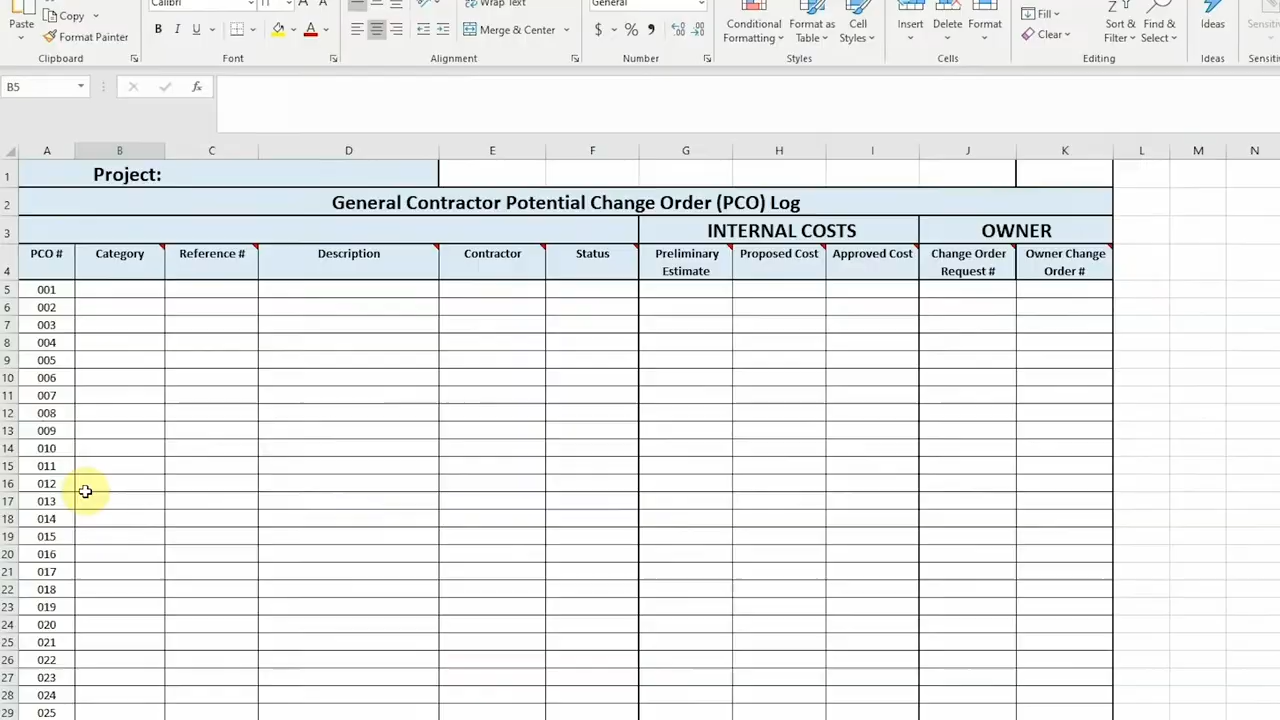 Calibri 11 A A Wrap Text General
Copy
Paste Format Painter B I U A Merge & Center $ % Conditional Formatting Format as Table Cell Styles Insert Delete Format Fill Clear Sort & Filter Find & Select Ideas
Clipboard Font Alignment Number Styles Cells Editing Ideas
B5 fx
A B C D E F G H I J K L M N
1 Project:
2 General Contractor Potential Change Order (PCO) Log
3 INTERNAL COSTS OWNER
4 PCO # Category Reference # Description Contractor Status Preliminary Estimate Proposed Cost Approved Cost Change Order Request # Owner Change Order #
5 001
6 002
7 003
8 004
9 005
10 006
11 007
12 008
13 009
14 010
15 011
16 012
17 013
18 014
19 015
20 016
21 017
22 018
23 019
24 020
25 021
26 022
27 023
28 024
29 025